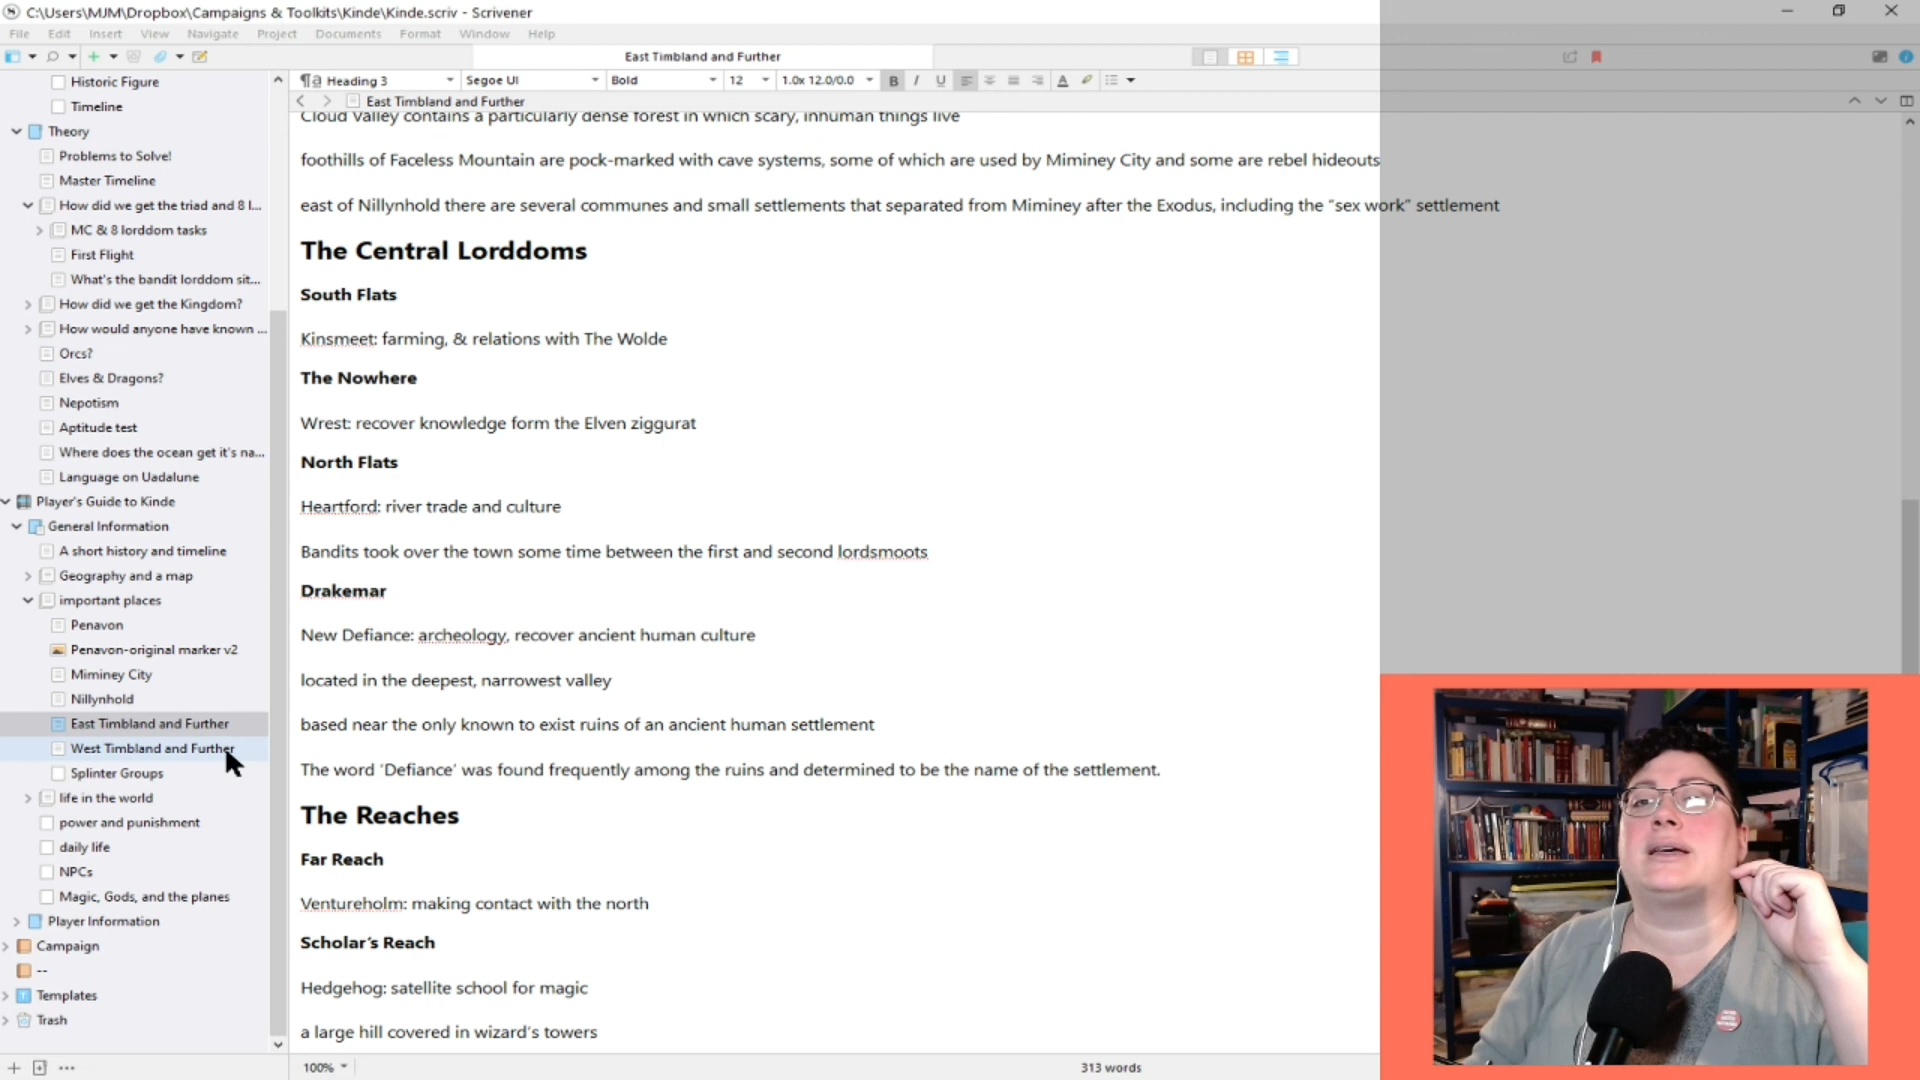 C:\Users\MJM\Dropbox\Campaigns & Toolkits\Kinde\Kinde.scriv - Scrivener
File Edit Insert View Navigate Project Documents Format Window Help
East Timbland and Further
Heading 3 Segoe UI Bold 12 1.0x 12.0/0.0 B I U A
East Timbland and Further
Historic Figure
Timeline
Theory
Problems to Solve!
Master Timeline
How did we get the triad and 8 l...
MC & 8 lorddom tasks
First Flight
What's the bandit lorddom sit...
How did we get the Kingdom?
How would anyone have known ...
Orcs?
Elves & Dragons?
Nepotism
Aptitude test
Where does the ocean get it's na...
Language on Uadalune
Player's Guide to Kinde
General Information
A short history and timeline
Geography and a map
important places
Penavon
Penavon-original marker v2
Miminey City
Nillynhold
East Timbland and Further
West Timbland and Further
Splinter Groups
life in the world
power and punishment
daily life
NPCs
Magic, Gods, and the planes
Player Information
Campaign
--
Templates
Trash
Cloud Valley contains a particularly dense forest in which scary, inhuman things live
foothills of Faceless Mountain are pock-marked with cave systems, some of which are used by Miminey City and some are rebel hideouts
east of Nillynhold there are several communes and small settlements that separated from Miminey after the Exodus, including the “sex work” settlement
The Central Lorddoms
South Flats
Kinsmeet: farming, & relations with The Wolde
The Nowhere
Wrest: recover knowledge form the Elven ziggurat
North Flats
Heartford: river trade and culture
Bandits took over the town some time between the first and second lordsmoots
Drakemar
New Defiance: archeology, recover ancient human culture
located in the deepest, narrowest valley
based near the only known to exist ruins of an ancient human settlement
The word ‘Defiance’ was found frequently among the ruins and determined to be the name of the settlement.
The Reaches
Far Reach
Ventureholm: making contact with the north
Scholar’s Reach
Hedgehog: satellite school for magic
a large hill covered in wizard’s towers
100%
313 words